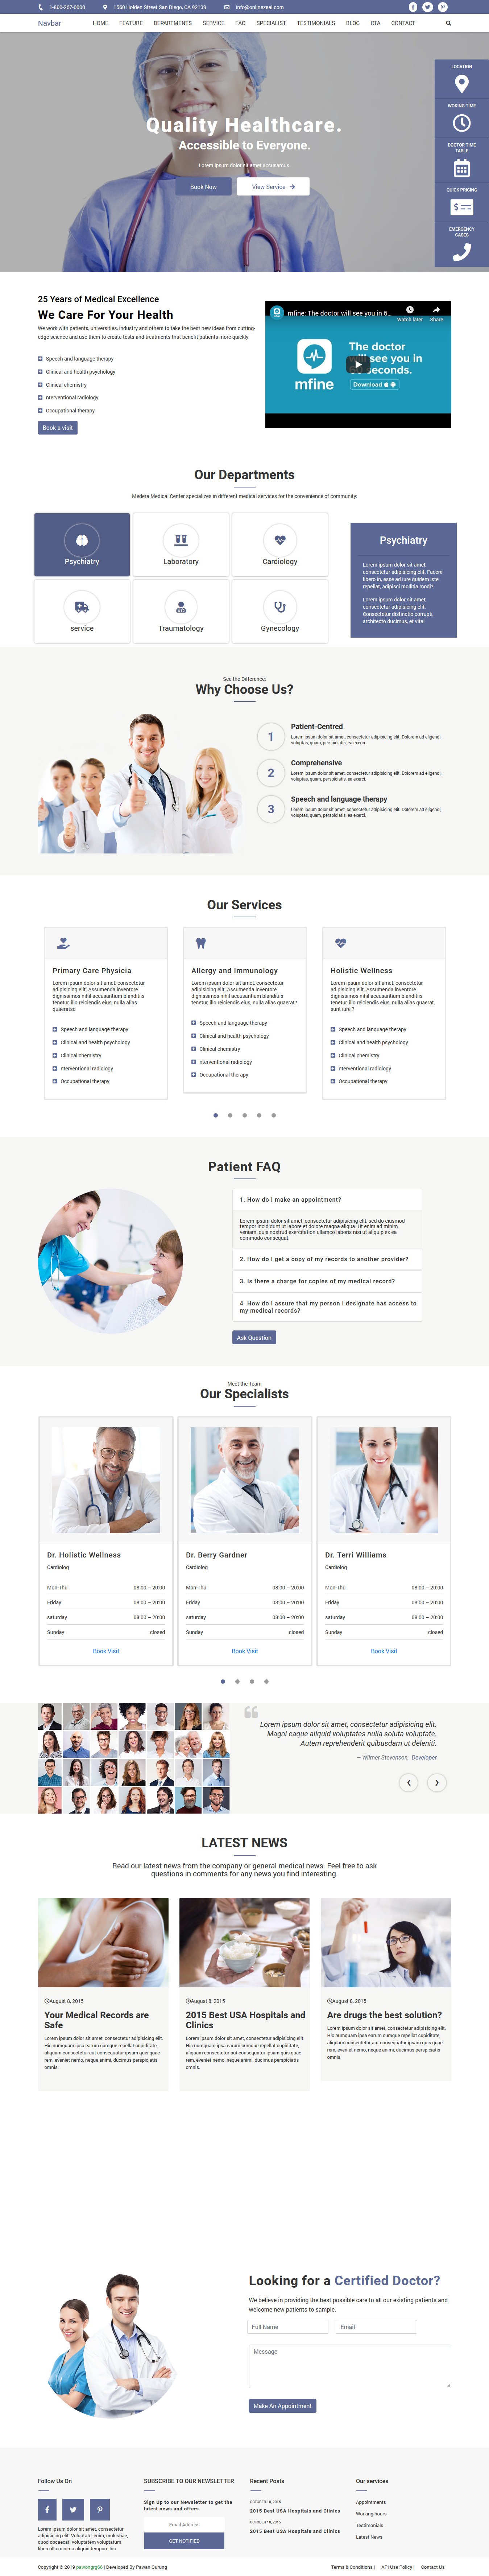 1-800-267-0000 1560 Holden Street San Diego, CA 92139 info@onlinezeal.com
Navbar HOME FEATURE DEPARTMENTS SERVICE FAQ SPECIALIST TESTIMONIALS BLOG CTA CONTACT
LOCATION
WOKING TIME
DOCTOR TIME
TABLE
QUICK PRICING
EMERGENCY
CASES
Quality Healthcare.
Accessible to Everyone.
Lorem ipsum dolor sit amet accusamus.
Book Now View Service
25 Years of Medical Excellence
We Care For Your Health
We work with patients, universities, industry and others to take the best new ideas from cutting-
edge science and use them to create tests and treatments that benefit patients more quickly
Speech and language therapy
Clinical and health psychology
Clinical chemistry
nterventional radiology
Occupational therapy
Book a visit
mfine: The doctor will see you in 6...
Watch later Share
The doctor
will see you in
seconds.
mfine
Download
Our Departments
Medera Medical Center specializes in different medical services for the convenience of community:
Psychiatry Laboratory Cardiology
service Traumatology Gynecology
Psychiatry
Lorem ipsum dolor sit amet,
consectetur adipisicing elit. Facere
libero in, esse ad iure quidem iste
repellat, adipisci mollitia modi?
Lorem ipsum dolor sit amet,
consectetur adipisicing elit.
Consectetur distinctio corrupti,
architecto ducimus, et vita!
See the Difference:
Why Choose Us?
1 Patient-Centred
Lorem ipsum dolor sit amet, consectetur adipisicing elit. Dolorem ad eligendi,
voluptas, quam, perspiciatis, ea exerci.
2 Comprehensive
Lorem ipsum dolor sit amet, consectetur adipisicing elit. Dolorem ad eligendi,
voluptas, quam, perspiciatis, ea exerci.
3 Speech and language therapy
Lorem ipsum dolor sit amet, consectetur adipisicing elit. Dolorem ad eligendi,
voluptas, quam, perspiciatis, ea exerci.
Our Services
Primary Care Physicia
Lorem ipsum dolor sit amet, consectetur
adipisicing elit. Assumenda inventore
dignissimos nihil accusantium blanditiis
tenetur, illo reiciendis eius, nulla alias
quaeratsd
Speech and language therapy
Clinical and health psychology
Clinical chemistry
nterventional radiology
Occupational therapy
Allergy and Immunology
Lorem ipsum dolor sit amet, consectetur
adipisicing elit. Assumenda inventore
dignissimos nihil accusantium blanditiis
tenetur, illo reiciendis eius, nulla alias quaerat?
Speech and language therapy
Clinical and health psychology
Clinical chemistry
nterventional radiology
Occupational therapy
Holistic Wellness
Lorem ipsum dolor sit amet, consectetur
adipisicing elit. Assumenda inventore
dignissimos nihil accusantium blanditiis
tenetur, illo reiciendis eius, nulla alias quaerat,
sunt iure ?
Speech and language therapy
Clinical and health psychology
Clinical chemistry
nterventional radiology
Occupational therapy
Patient FAQ
1. How do I make an appointment?
Lorem ipsum dolor sit amet, consectetur adipisicing elit, sed do eiusmod
tempor incididunt ut labore et dolore magna aliqua. Ut enim ad minim
veniam, quis nostrud exercitation ullamco laboris nisi ut aliquip ex ea
commodo consequat.
2. How do I get a copy of my records to another provider?
3. Is there a charge for copies of my medical record?
4 .How do I assure that my person I designate has access to
my medical records?
Ask Question
Meet the Team
Our Specialists
Dr. Holistic Wellness
Cardiolog
Mon-Thu 08:00 – 20:00
Friday 08:00 – 20:00
saturday 08:00 – 20:00
Sunday closed
Book Visit
Dr. Berry Gardner
Cardiolog
Mon-Thu 08:00 – 20:00
Friday 08:00 – 20:00
saturday 08:00 – 20:00
Sunday closed
Book Visit
Dr. Terri Williams
Cardiolog
Mon-Thu 08:00 – 20:00
Friday 08:00 – 20:00
saturday 08:00 – 20:00
Sunday closed
Book Visit
Lorem ipsum dolor sit amet, consectetur adipisicing elit.
Magni eaque aliquid voluptates nulla soluta voluptate.
Autem reprehenderit quibusdam ut deleniti.
— Wilmer Stevenson, Developer
LATEST NEWS
Read our latest news from the company or general medical news. Feel free to ask
questions in comments for any news you find interesting.
August 8, 2015
Your Medical Records are
Safe
Lorem ipsum dolor sit amet, consectetur adipisicing elit.
Hic numquam ipsa earum repellat cupiditate,
aliquam consectetur aut consequatur ipsam quis quae
rem, eveniet nemo, neque animi, ducimus perspiciatis
omnis.
August 8, 2015
2015 Best USA Hospitals and
Clinics
Lorem ipsum dolor sit amet, consectetur adipisicing elit.
Hic numquam ipsa earum repellat cupiditate,
aliquam consectetur aut consequatur ipsam quis quae
rem, eveniet nemo, neque animi, ducimus perspiciatis
omnis.
August 8, 2015
Are drugs the best solution?
Lorem ipsum dolor sit amet, consectetur adipisicing elit.
Hic numquam ipsa earum repellat cupiditate,
aliquam consectetur aut consequatur ipsam quis quae
rem, eveniet nemo, neque animi, ducimus perspiciatis
omnis.
Looking for a Certified Doctor?
We believe in providing the best possible care to all our existing patients and
welcome new patients to sample.
Full Name Email
Message
Make An Appointment
Follow Us On
Lorem ipsum dolor sit amet, consectetur
adipisicing elit. Voluptate, enim, molestiae,
quod obcaecati voluptatum voluptatum
libero illo minima aliquid tempore hic
SUBSCRIBE TO OUR NEWSLETTER
Sign Up to our Newsletter to get the
latest news and offers
Email Address
GET NOTIFIED
Recent Posts
OCTOBER 19, 2015
2015 Best USA Hospitals and Clinics
OCTOBER 19, 2015
2015 Best USA Hospitals and Clinics
Our services
Appointments
Working hours
Testimonials
Latest News
Copyright © 2019 | Developed By Pawan Gurung Terms & Conditions | API Use Policy | Contact Us